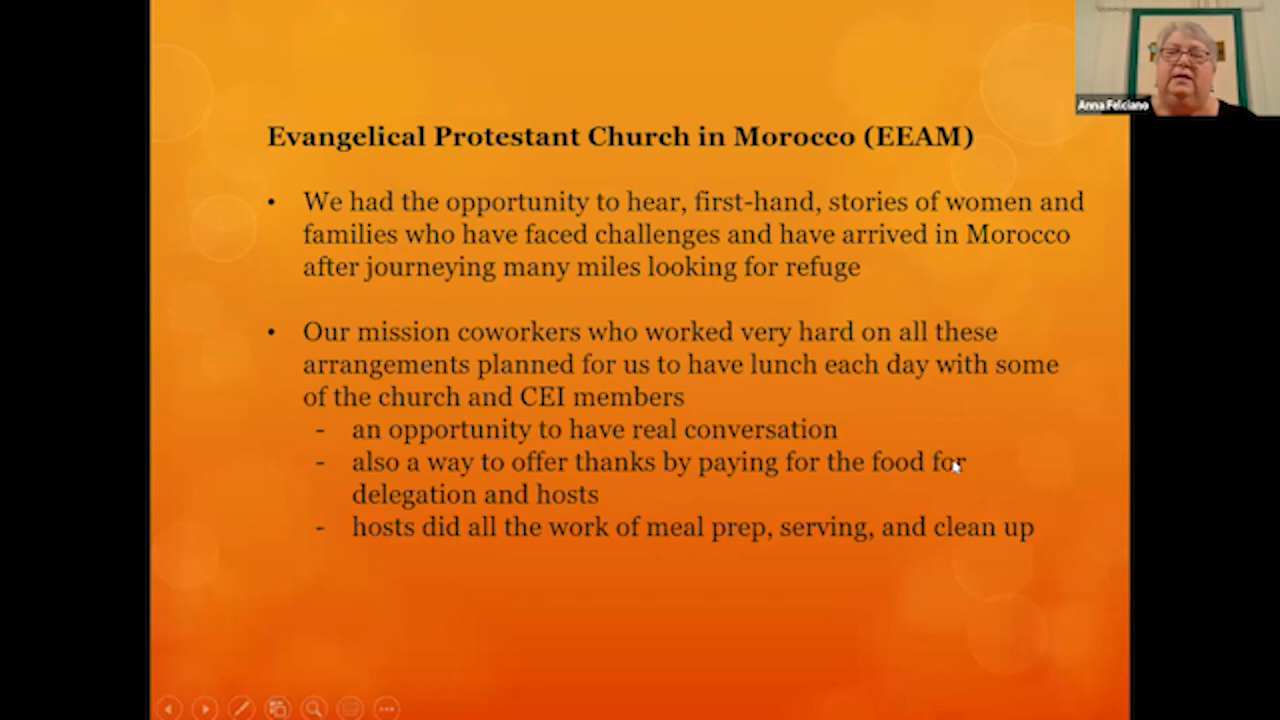 Anna Felciano
Evangelical Protestant Church in Morocco (EEAM)
• We had the opportunity to hear, first-hand, stories of women and
families who have faced challenges and have arrived in Morocco
after journeying many miles looking for refuge
• Our mission coworkers who worked very hard on all these
arrangements planned for us to have lunch each day with some
of the church and CEI members
- an opportunity to have real conversation
- also a way to offer thanks by paying for the food for
delegation and hosts
- hosts did all the work of meal prep, serving, and clean up